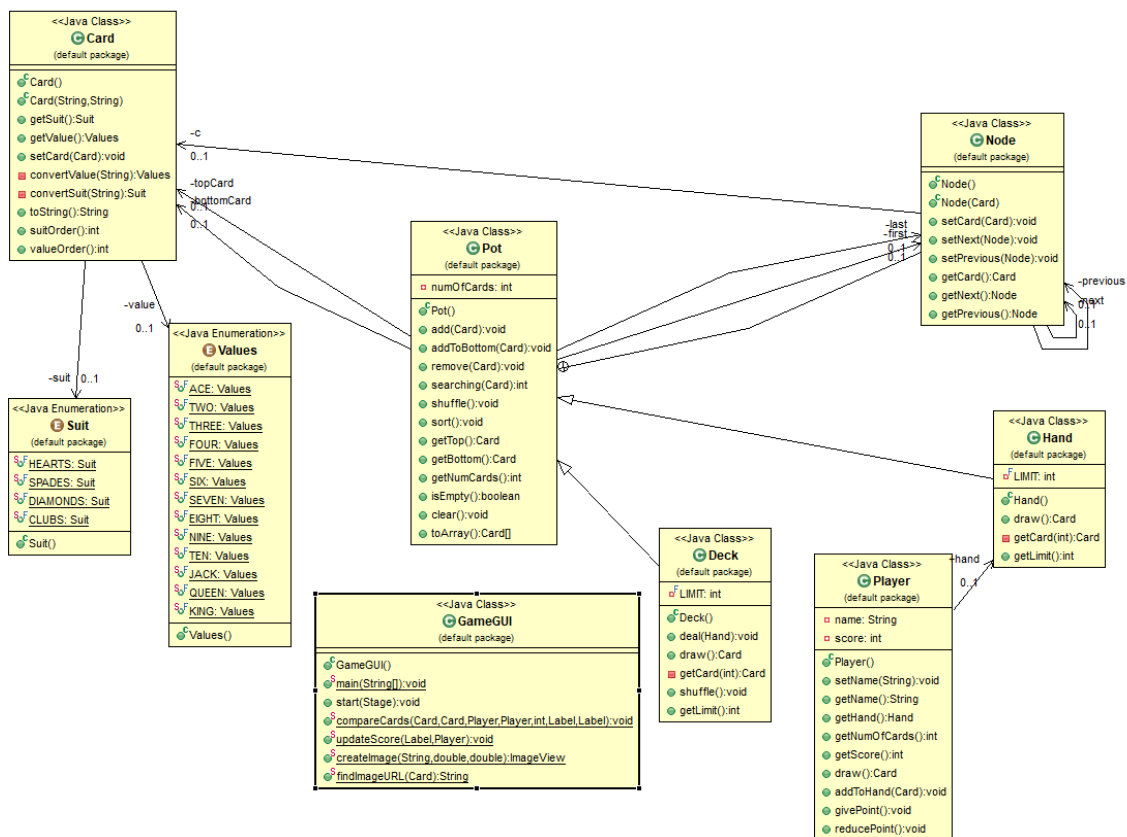 <<Java Class>>
Card
(default package)
Card()
Card(String,String)
getSuit():Suit
getValue():Values
setCard(Card):void
convertValue(String):Values
convertSuit(String):Suit
toString():String
suitOrder():int
valueOrder():int
-c
0..1
-topCard
-bottomCard
0..1
0..1
-value
0..1
-suit
0..1
<<Java Enumeration>>
Suit
(default package)
HEARTS: Suit
SPADES: Suit
DIAMONDS: Suit
CLUBS: Suit
Suit()
<<Java Enumeration>>
Values
(default package)
ACE: Values
TWO: Values
THREE: Values
FOUR: Values
FIVE: Values
SIX: Values
SEVEN: Values
EIGHT: Values
NINE: Values
TEN: Values
JACK: Values
QUEEN: Values
KING: Values
Values()
<<Java Class>>
Pot
(default package)
numOfCards: int
Pot()
add(Card):void
addToBottom(Card):void
remove(Card):void
searching(Card):int
shuffle():void
sort():void
getTop():Card
getBottom():Card
getNumCards():int
isEmpty():boolean
clear():void
toArray():Card[]
-last
-first
0..1
0..1
<<Java Class>>
Node
(default package)
Node()
Node(Card)
setCard(Card):void
setNext(Node):void
setPrevious(Node):void
getCard():Card
getNext():Node
getPrevious():Node
-previous
0..1
-next
0..1
<<Java Class>>
Hand
(default package)
LIMIT: int
Hand()
draw():Card
getCard(int):Card
getLimit():int
-hand
0..1
<<Java Class>>
Deck
(default package)
LIMIT: int
Deck()
deal(Hand):void
draw():Card
getCard(int):Card
shuffle():void
getLimit():int
<<Java Class>>
Player
(default package)
name: String
score: int
Player()
setName(String):void
getName():String
getHand():Hand
getNumOfCards():int
getScore():int
draw():Card
addToHand(Card):void
givePoint():void
reducePoint():void
<<Java Class>>
GameGUI
(default package)
GameGUI()
main(String[]):void
start(Stage):void
compareCards(Card,Card,Player,Player,int,Label,Label):void
updateScore(Label,Player):void
createImage(String,double,double):ImageView
findImageURL(Card):String